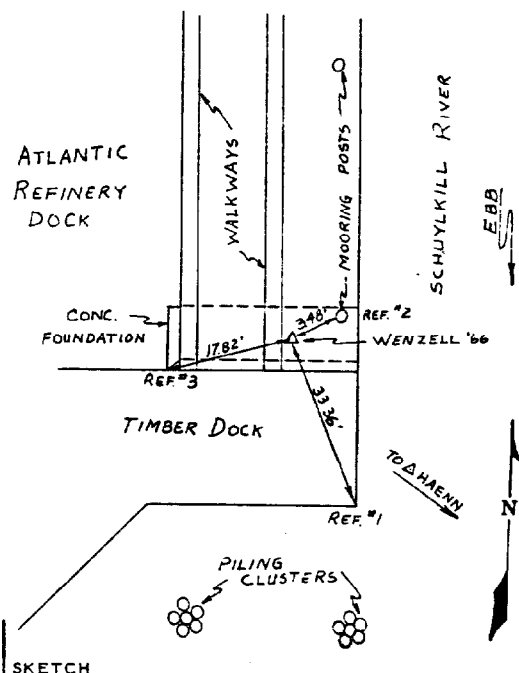 ATLANTIC
REFINERY
DOCK
WALKWAYS
MOORING POSTS
SCHUYLKILL RIVER
EBB
CONC.
FOUNDATION
3.48'
REF. #2
WENZELL '66
17.82'
REF. #3
33.36'
TIMBER DOCK
TO △ HAENN
REF. #1
N
PILING
CLUSTERS
SKETCH